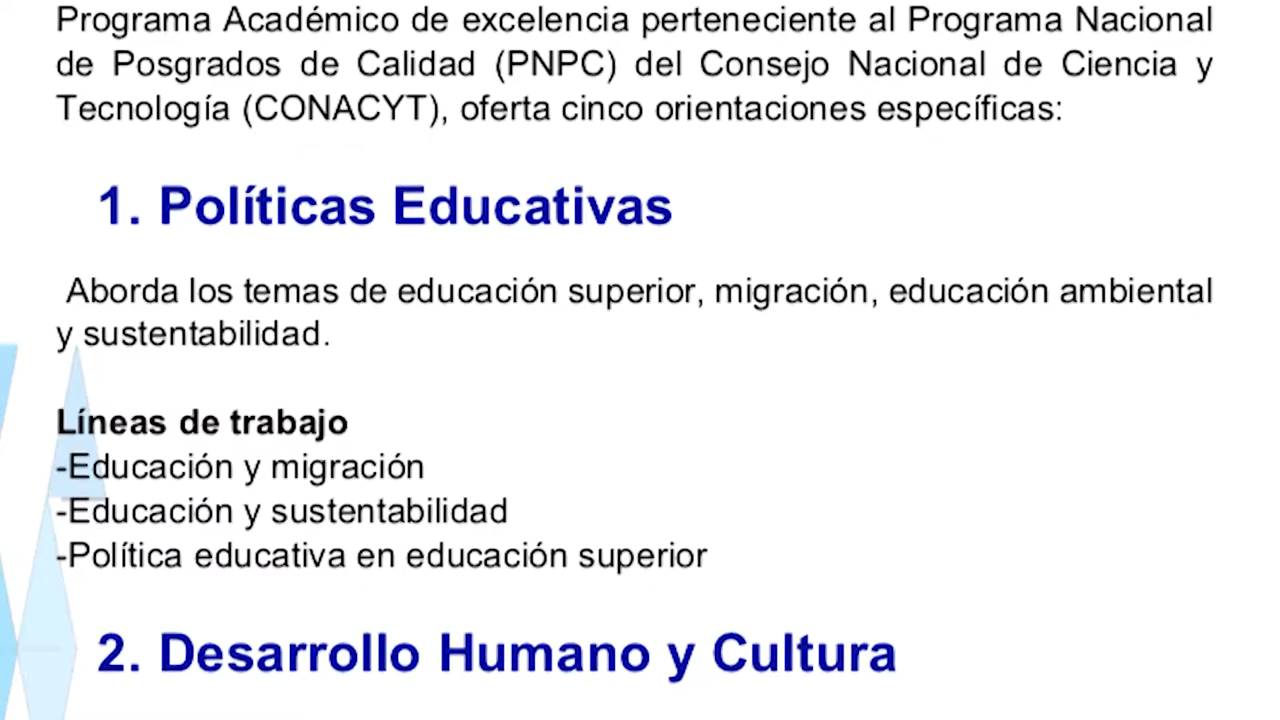 Programa Académico de excelencia perteneciente al Programa Nacional
de Posgrados de Calidad (PNPC) del Consejo Nacional de Ciencia y
Tecnología (CONACYT), oferta cinco orientaciones específicas:
1. Políticas Educativas
Aborda los temas de educación superior, migración, educación ambiental
y sustentabilidad.
Líneas de trabajo
-Educación y migración
-Educación y sustentabilidad
-Política educativa en educación superior
2. Desarrollo Humano y Cultura